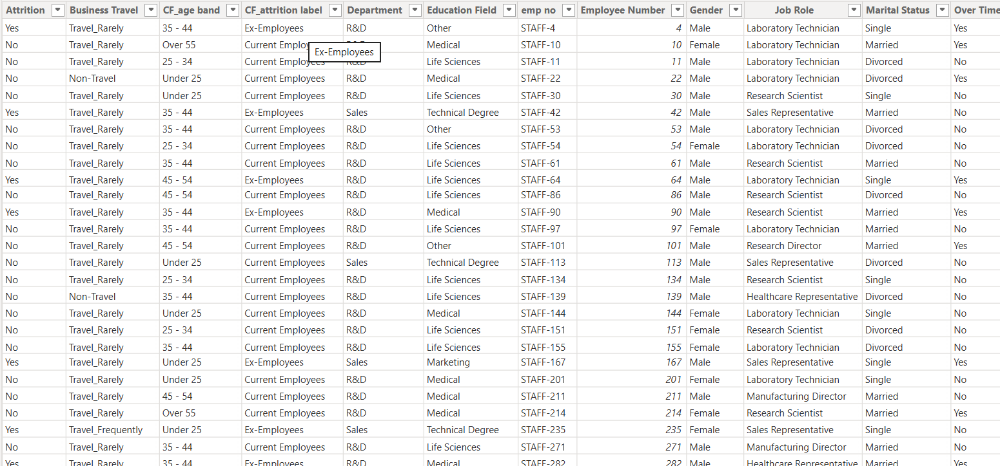 Attrition Business Travel CF_age band CF_attrition label Department Education Field emp no Employee Number Gender Job Role Marital Status Over Time
Yes Travel_Rarely 35 - 44 Ex-Employees R&D Other STAFF-4 4 Male Laboratory Technician Single Yes
No Travel_Rarely Over 55 Current Medical STAFF-10 10 Female Laboratory Technician Married Yes
Ex-Employees
No Travel_Rarely 25 - 34 Current Employees R&D Life Sciences STAFF-11 11 Male Laboratory Technician Divorced No
No Non-Travel Under 25 Current Employees R&D Medical STAFF-22 22 Male Laboratory Technician Divorced Yes
No Travel_Rarely Under 25 Current Employees R&D Life Sciences STAFF-30 30 Male Research Scientist Single No
Yes Travel_Rarely 35 - 44 Ex-Employees Sales Technical Degree STAFF-42 42 Male Sales Representative Married No
No Travel_Rarely 35 - 44 Current Employees R&D Other STAFF-53 53 Male Laboratory Technician Divorced No
No Travel_Rarely 25 - 34 Current Employees R&D Life Sciences STAFF-54 54 Female Laboratory Technician Divorced No
No Travel_Rarely 35 - 44 Current Employees R&D Life Sciences STAFF-61 61 Male Research Scientist Married No
Yes Travel_Rarely 45 - 54 Ex-Employees R&D Life Sciences STAFF-64 64 Male Laboratory Technician Single Yes
No Travel_Rarely 45 - 54 Current Employees R&D Life Sciences STAFF-86 86 Male Research Scientist Divorced No
Yes Travel_Rarely 35 - 44 Ex-Employees R&D Medical STAFF-90 90 Male Research Scientist Married Yes
No Travel_Rarely 35 - 44 Current Employees R&D Life Sciences STAFF-97 97 Female Laboratory Technician Married No
No Travel_Rarely 45 - 54 Current Employees R&D Other STAFF-101 101 Male Research Director Married Yes
No Travel_Rarely Under 25 Current Employees Sales Technical Degree STAFF-113 113 Male Sales Representative Divorced No
No Travel_Rarely 25 - 34 Current Employees R&D Life Sciences STAFF-134 134 Male Research Scientist Single No
No Non-Travel 35 - 44 Current Employees R&D Life Sciences STAFF-139 139 Male Healthcare Representative Divorced No
No Travel_Rarely Under 25 Current Employees R&D Medical STAFF-144 144 Female Laboratory Technician Single No
No Travel_Rarely 25 - 34 Current Employees R&D Life Sciences STAFF-151 151 Female Research Scientist Divorced No
No Travel_Rarely 35 - 44 Current Employees R&D Life Sciences STAFF-155 155 Female Laboratory Technician Divorced No
Yes Travel_Rarely Under 25 Ex-Employees Sales Marketing STAFF-167 167 Male Sales Representative Single Yes
No Travel_Rarely Under 25 Current Employees R&D Medical STAFF-201 201 Female Laboratory Technician Single No
No Travel_Rarely 45 - 54 Current Employees R&D Medical STAFF-211 211 Male Manufacturing Director Married No
No Travel_Rarely Over 55 Current Employees R&D Medical STAFF-214 214 Female Research Scientist Married Yes
Yes Travel_Frequently Under 25 Ex-Employees Sales Technical Degree STAFF-235 235 Female Sales Representative Single No
No Travel_Rarely 35 - 44 Current Employees R&D Life Sciences STAFF-271 271 Male Manufacturing Director Married No
Yes Travel_Rarely 35 - 44 Ex-Employees R&D Medical STAFF-282 282 Male Healthcare Representative Married Yes